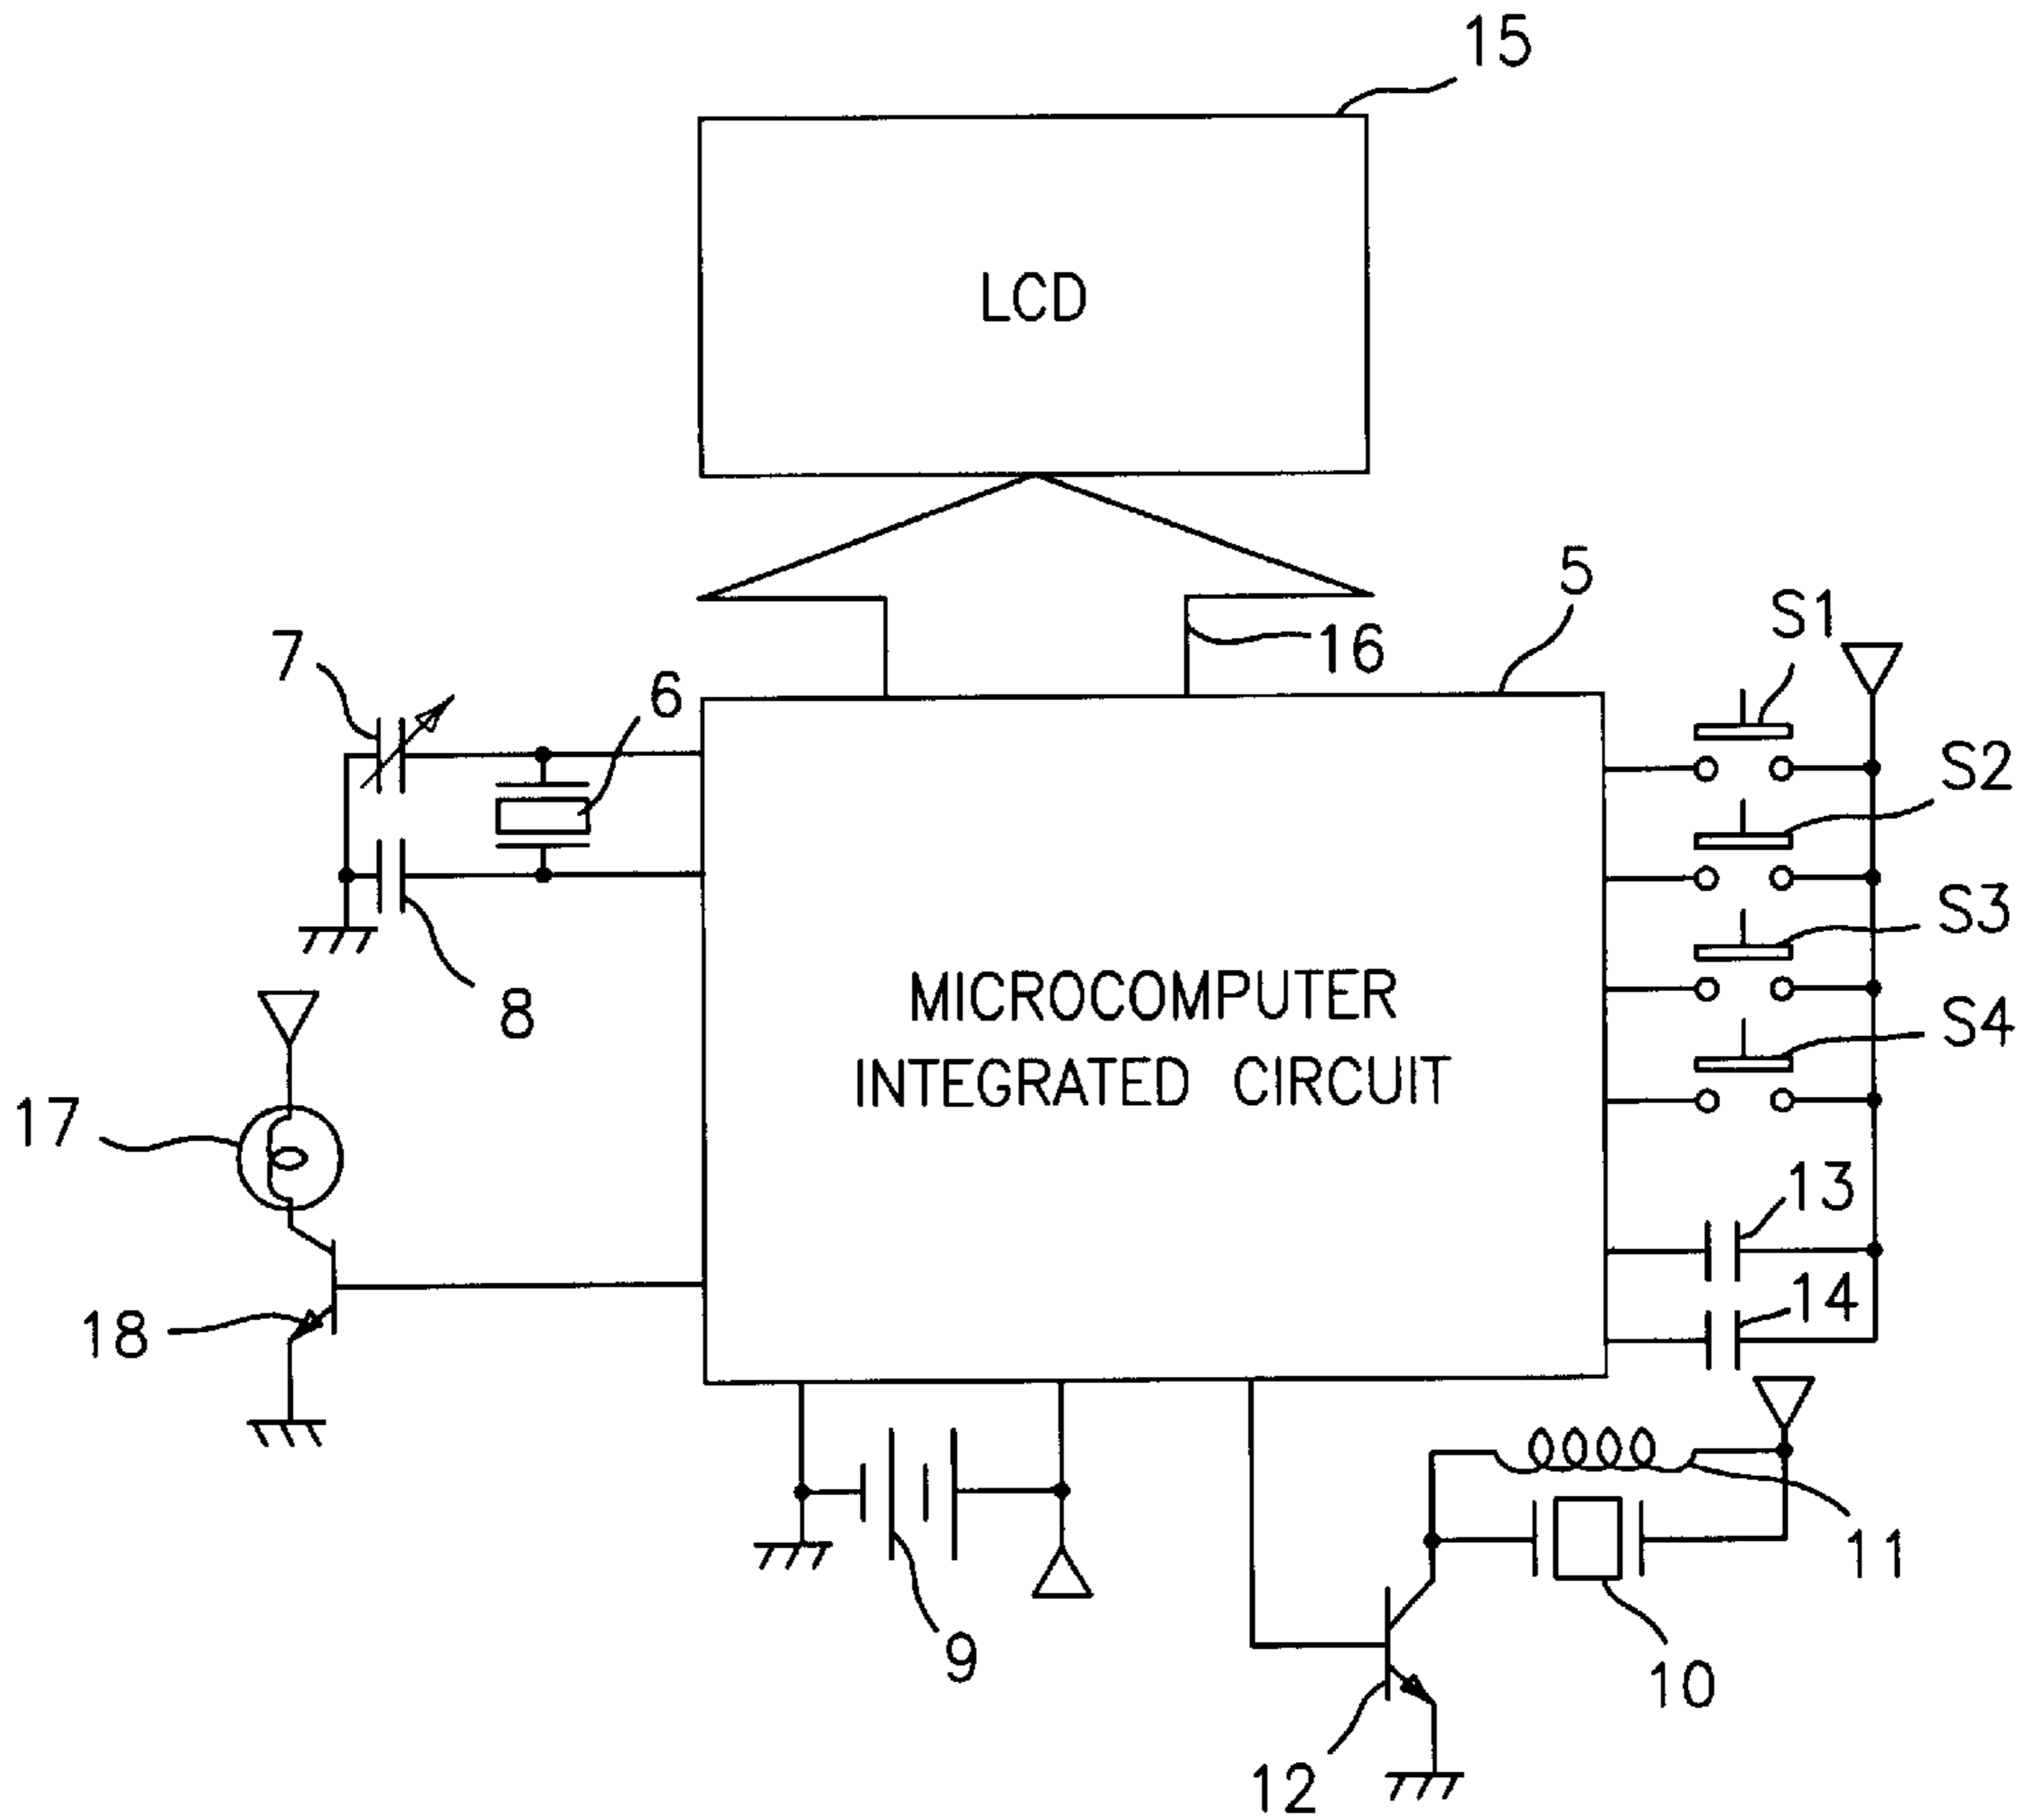 15
LCD
5
S1
16
7
6
S2
S3
8
S4
MICROCOMPUTER
INTEGRATED CIRCUIT
17
13
14
18
11
9
10
12